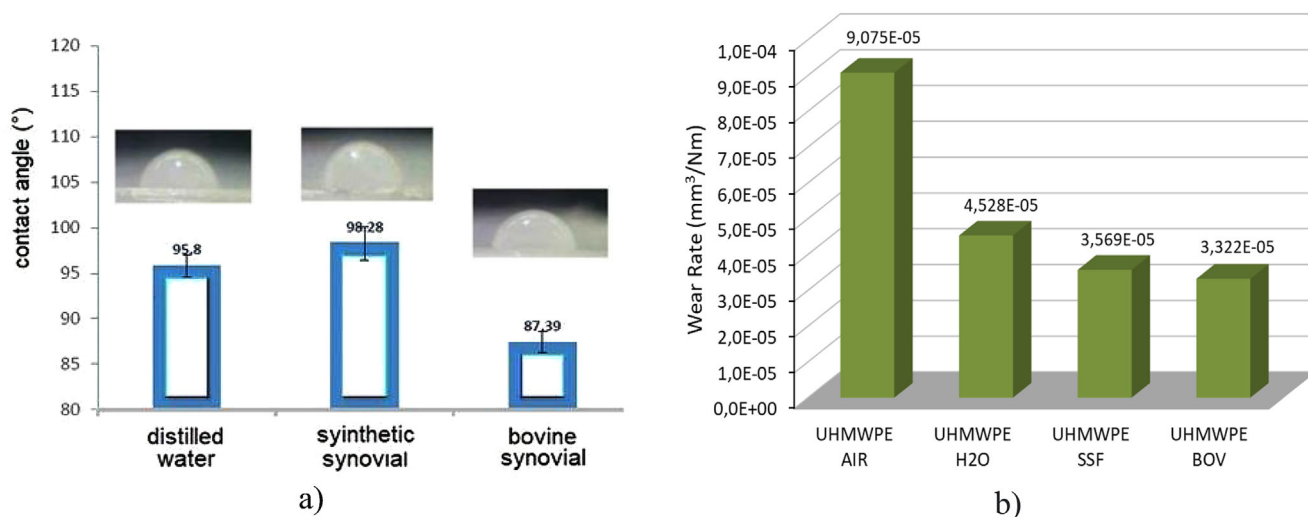 120
115
110
105
100
95
90
85
80
contact angle (°)
95,8
98,28
87,39
distilled
water
syinthetic
synovial
bovine
synovial
a)
1,0E-04
9,0E-05
8,0E-05
7,0E-05
6,0E-05
5,0E-05
4,0E-05
3,0E-05
2,0E-05
1,0E-05
0,0E+00
Wear Rate (mm³/Nm)
9,075E-05
4,528E-05
3,569E-05
3,322E-05
UHMWPE
AIR
UHMWPE
H2O
UHMWPE
SSF
UHMWPE
BOV
b)